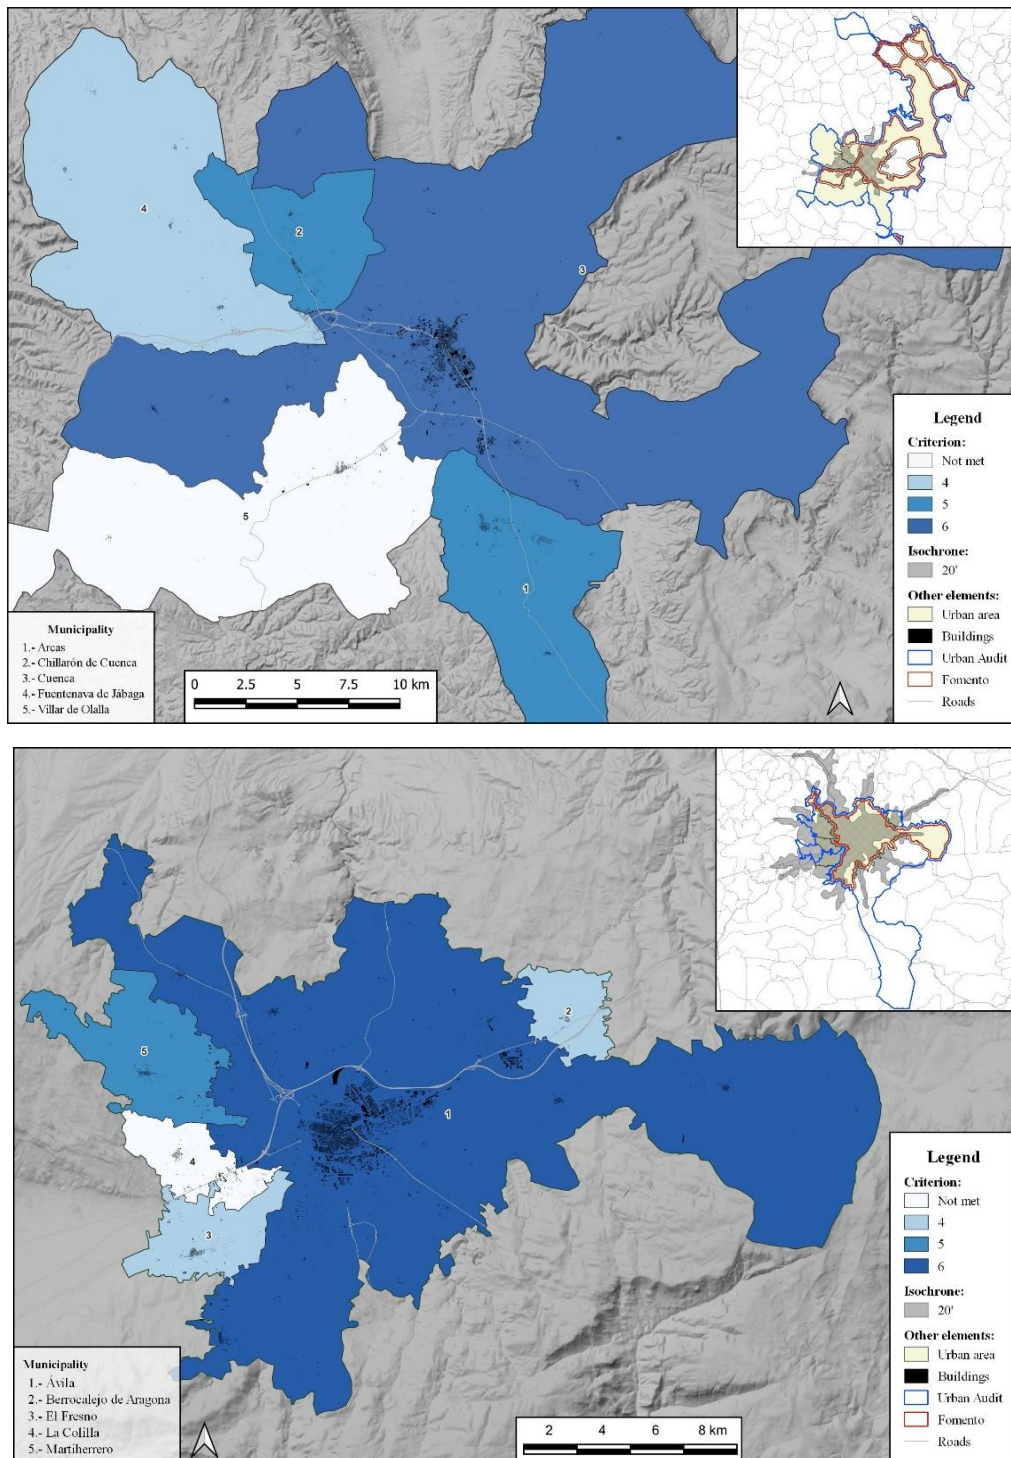 4
2
3
5
1
Legend
Criterion:
Not met
4
5
6
Isochrone:
20'
Other elements:
Urban area
Buildings
Urban Audit
Fomento
Roads
Municipality
1.- Arcas
2.- Chillarón de Cuenca
3.- Cuenca
4.- Fuentenava de Jábaga
5.- Villar de Olalla
0 2.5 5 7.5 10 km
2
5
1
4
3
Legend
Criterion:
Not met
4
5
6
Isochrone:
20'
Other elements:
Urban area
Buildings
Urban Audit
Fomento
Roads
Municipality
1.- Ávila
2.- Berrocalejo de Aragona
3.- El Fresno
4.- La Colilla
5.- Martiherrero
2 4 6 8 km